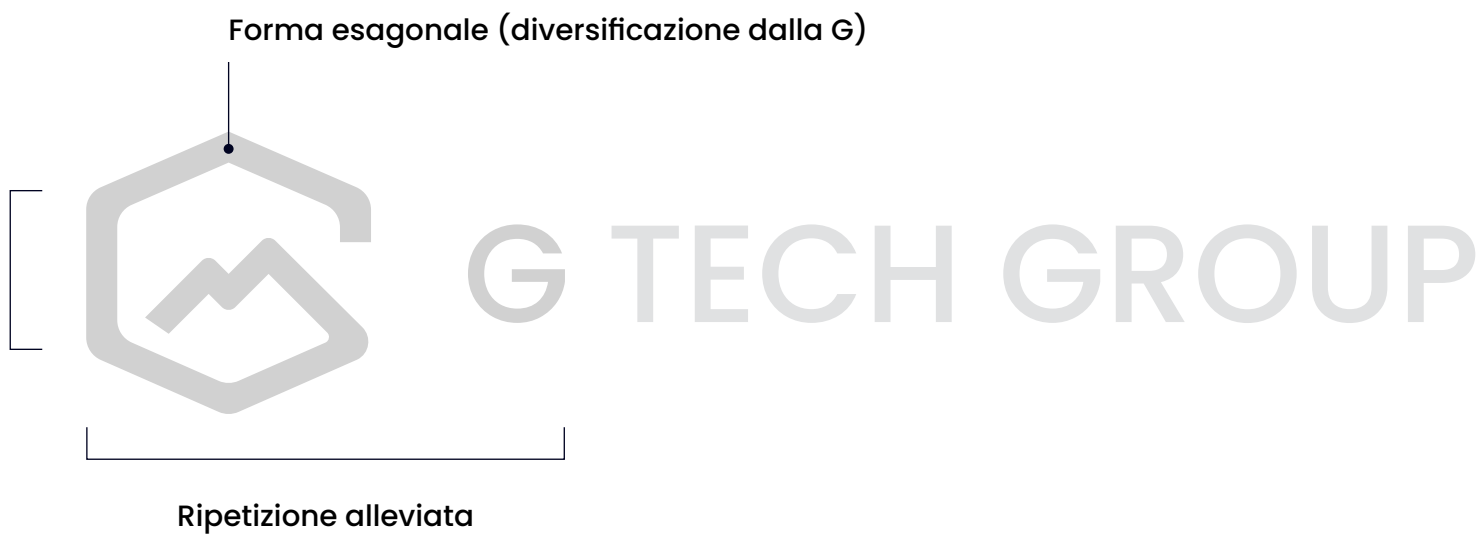 Forma esagonale (diversificazione dalla G)
G TECH GROUP
Ripetizione alleviata